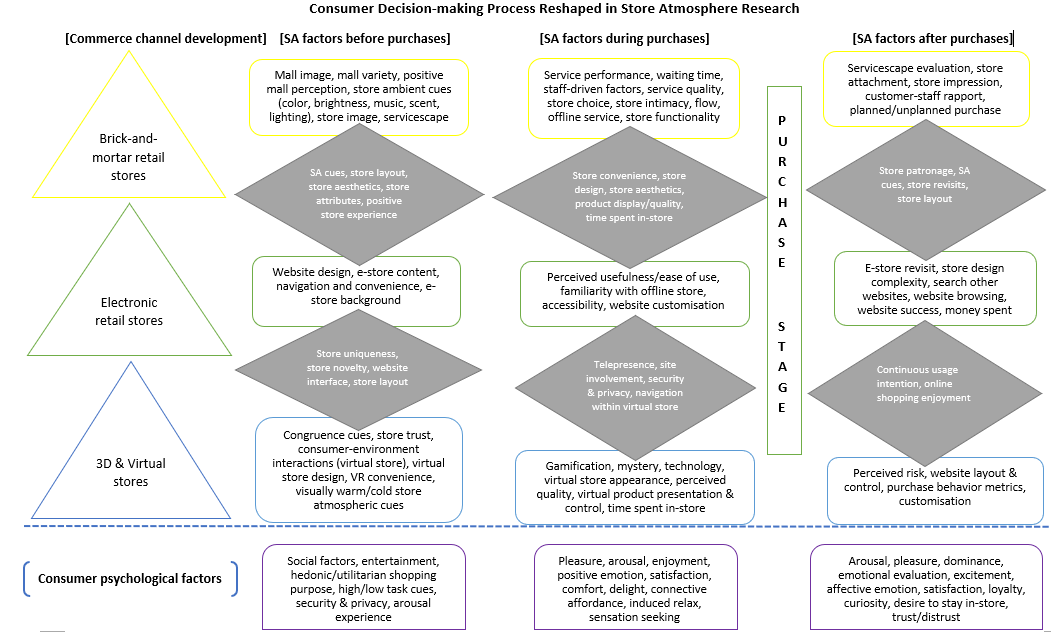 Consumer Decision-making Process Reshaped in Store Atmosphere Research
[Commerce channel development]
[SA factors before purchases]
[SA factors during purchases]
[SA factors after purchases]
Brick-and-
mortar retail
stores
Mall image, mall variety, positive
mall perception, store ambient cues
(color, brightness, music, scent,
lighting), store image, servicescape
Service performance, waiting time,
staff-driven factors, service quality,
store choice, store intimacy, flow,
offline service, store functionality
Servicescape evaluation, store
attachment, store impression,
customer-staff rapport,
planned/unplanned purchase
SA cues, store layout,
store aesthetics, store
attributes, positive
store experience
Store convenience, store
design, store aesthetics,
product display/quality,
time spent in-store
Store patronage, SA
cues, store revisits,
store layout
PURCHASE STAGE
Electronic
retail stores
Website design, e-store content,
navigation and convenience, e-
store background
Perceived usefulness/ease of use,
familiarity with offline store,
accessibility, website customisation
E-store revisit, store design
complexity, search other
websites, website browsing,
website success, money spent
Store uniqueness,
store novelty, website
interface, store layout
Telepresence, site
involvement, security
& privacy, navigation
within virtual store
Continuous usage
intention, online
shopping enjoyment
3D & Virtual
stores
Congruence cues, store trust,
consumer-environment
interactions (virtual store), virtual
store design, VR convenience,
visually warm/cold store
atmospheric cues
Gamification, mystery, technology,
virtual store appearance, perceived
quality, virtual product presentation &
control, time spent in-store
Perceived risk, website layout &
control, purchase behavior metrics,
customisation
Consumer psychological factors
Social factors, entertainment,
hedonic/utilitarian shopping
purpose, high/low task cues,
security & privacy, arousal
experience
Pleasure, arousal, enjoyment,
positive emotion, satisfaction,
comfort, delight, connective
affordance, induced relax,
sensation seeking
Arousal, pleasure, dominance,
emotional evaluation, excitement,
affective emotion, satisfaction, loyalty,
curiosity, desire to stay in-store,
trust/distrust